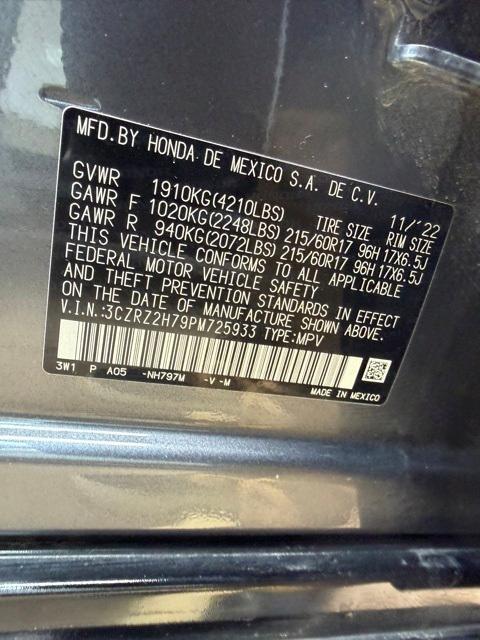 MFD.BY HONDA DE MEXICO S.A. DE C.V. 11/'22
GVWR 1910KG(4210LBS) TIRE SIZE RIM SIZE
GAWR F 1020KG(2248LBS) 215/60R17 96H 17X6.5J
GAWR R 940KG(2072LBS) 215/60R17 96H 17X6.5J
THIS VEHICLE CONFORMS TO ALL APPLICABLE
FEDERAL MOTOR VEHICLE SAFETY
AND THEFT PREVENTION STANDARDS IN EFFECT
ON THE DATE OF MANUFACTURE SHOWN ABOVE.
V.I.N.:3CZRZ2H79PM725933 TYPE:MPV
3W1 P A05 -NH797M -V -M MADE IN MEXICO